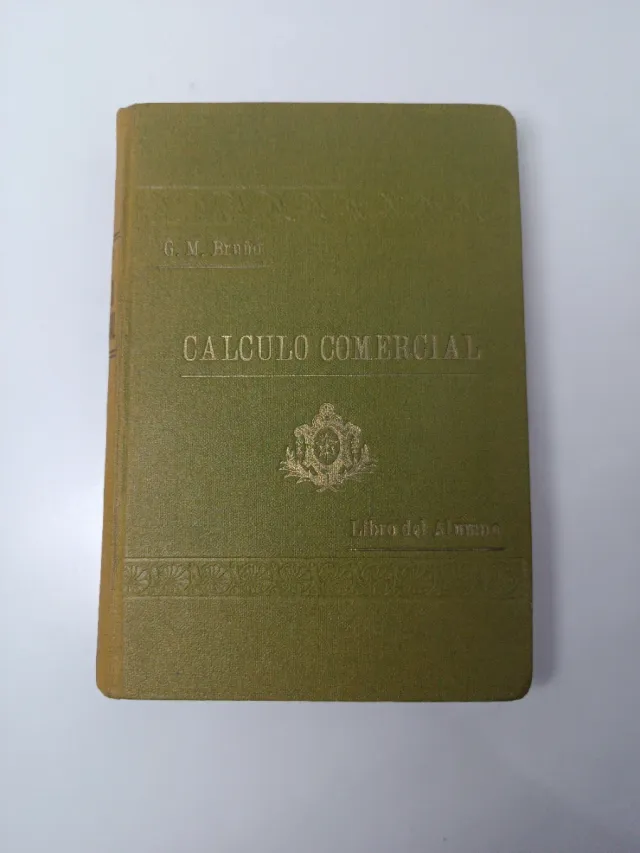 G. M. Bruño
CALCULO COMERCIAL
Libro del Alumno